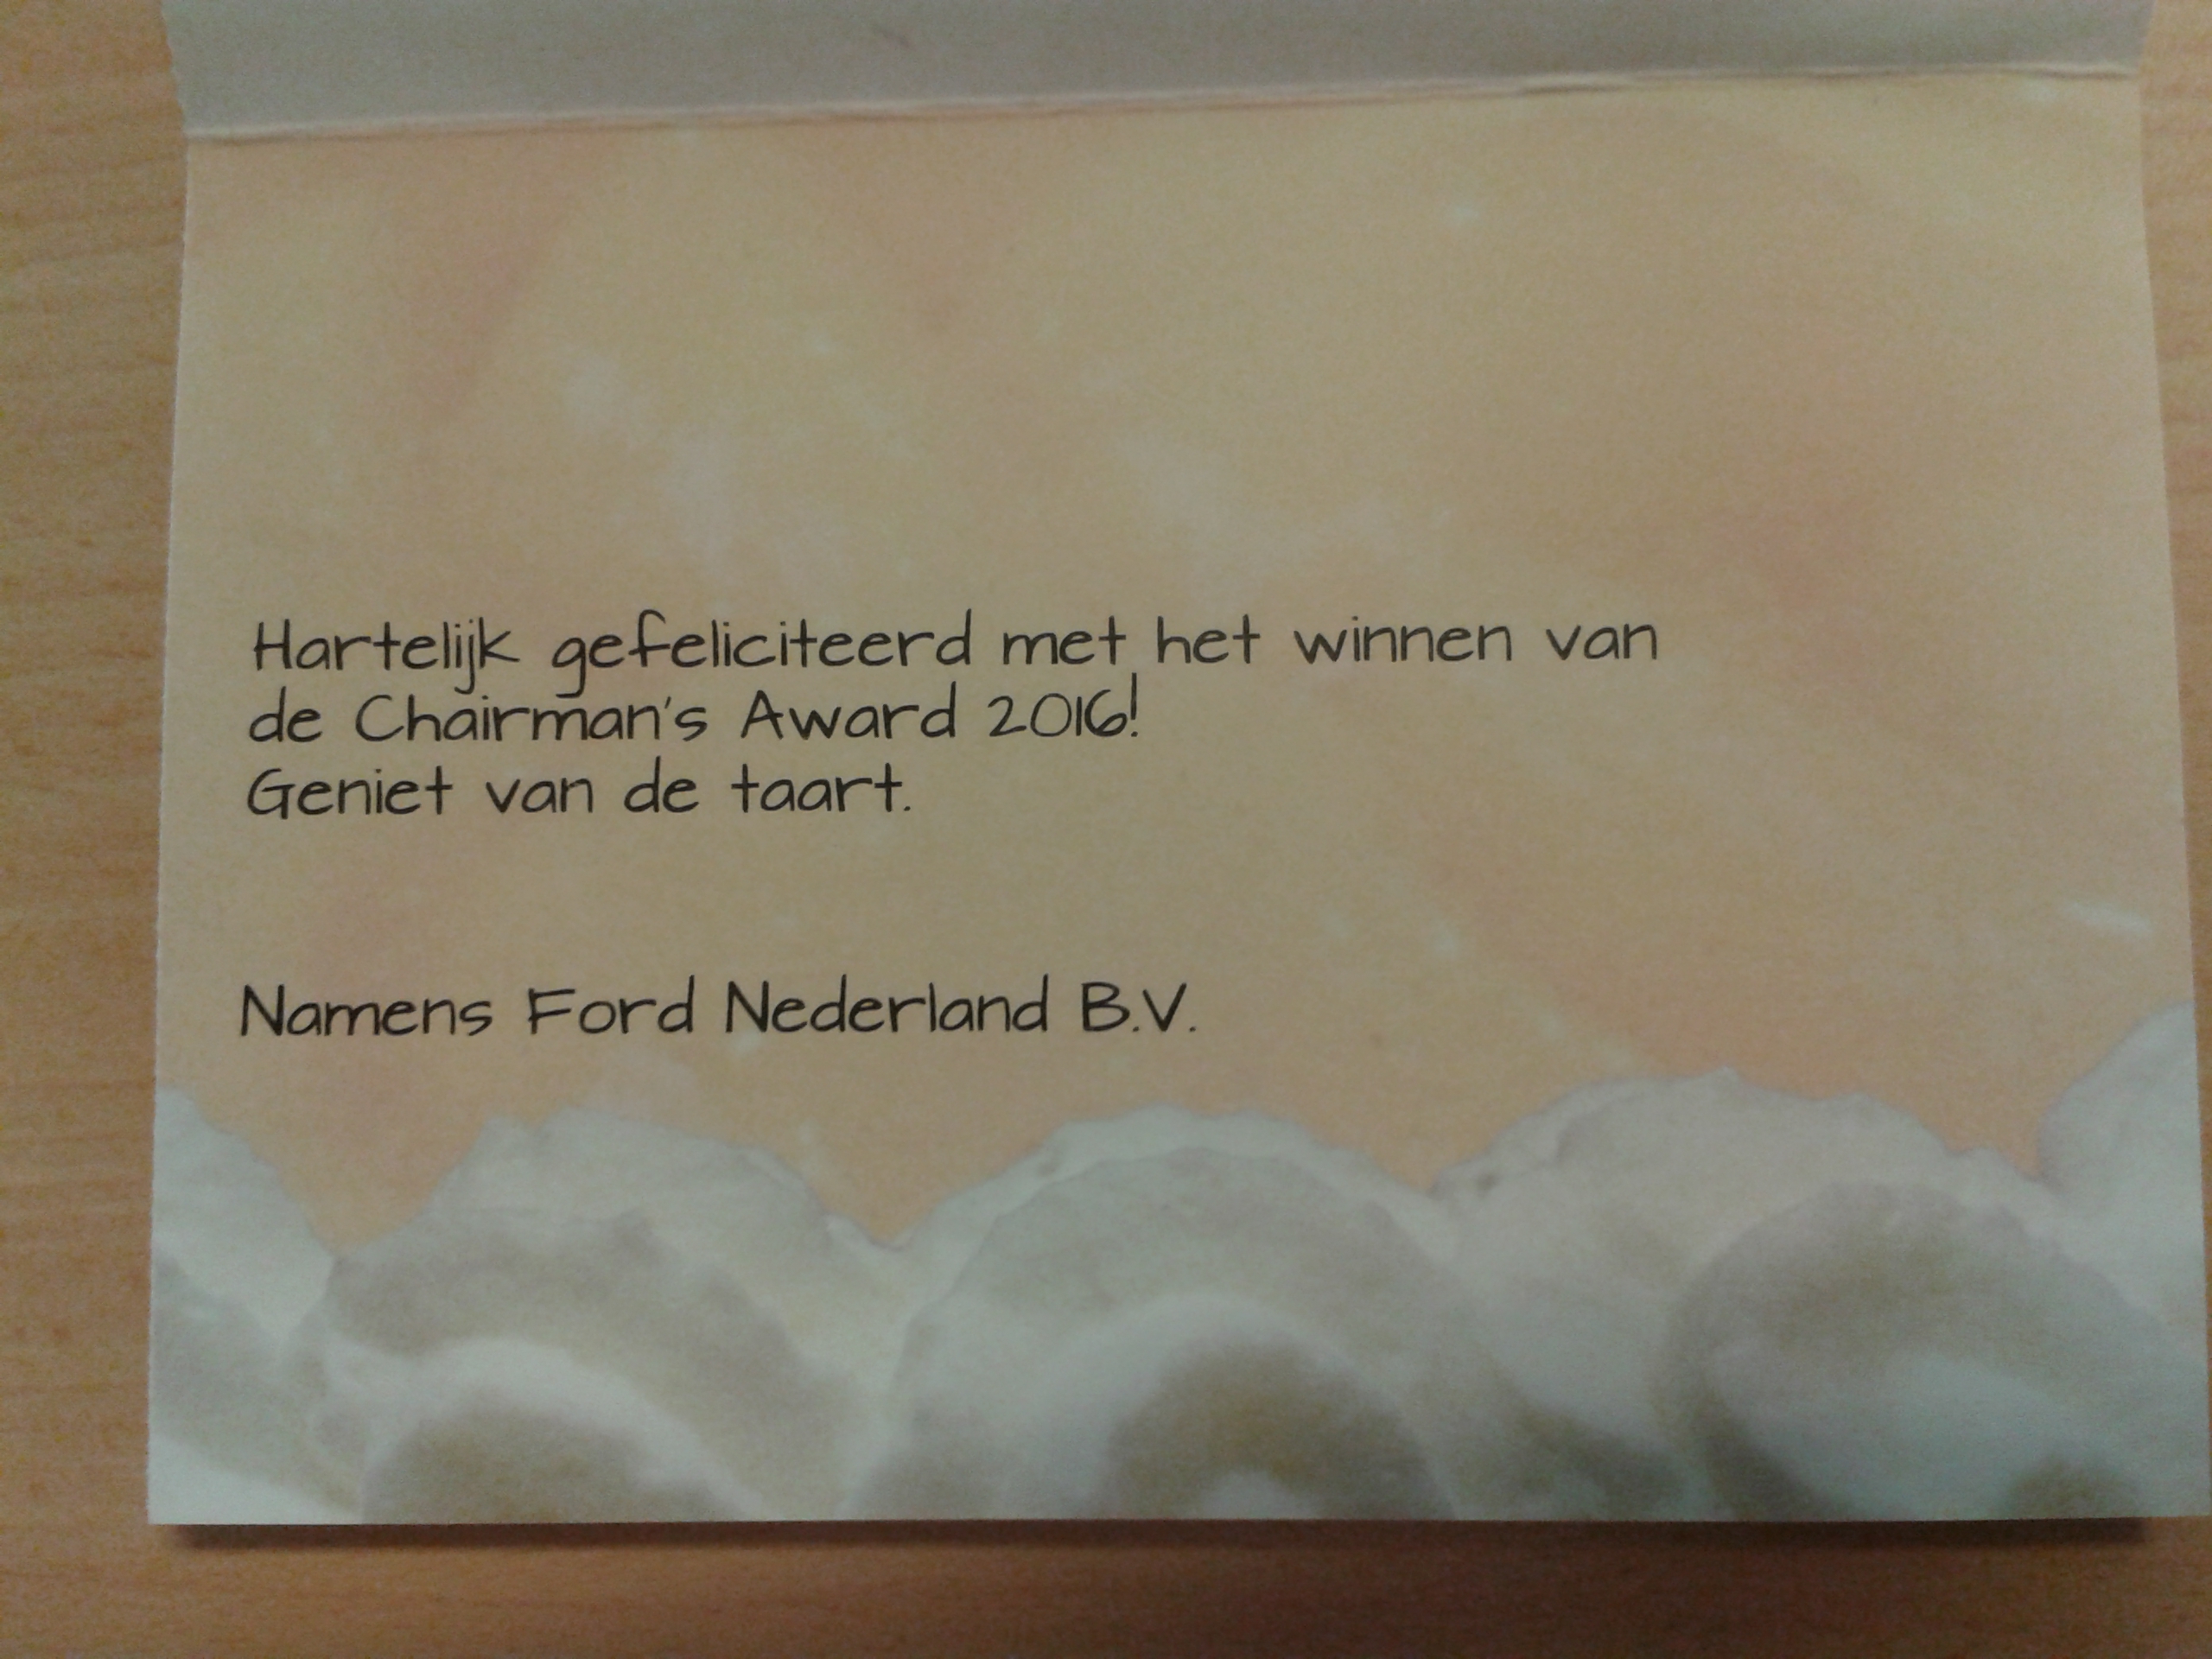 Hartelijk gefeliciteerd met het winnen van
de Chairman's Award 2016!
Geniet van de taart.
Namens Ford Nederland B.V.